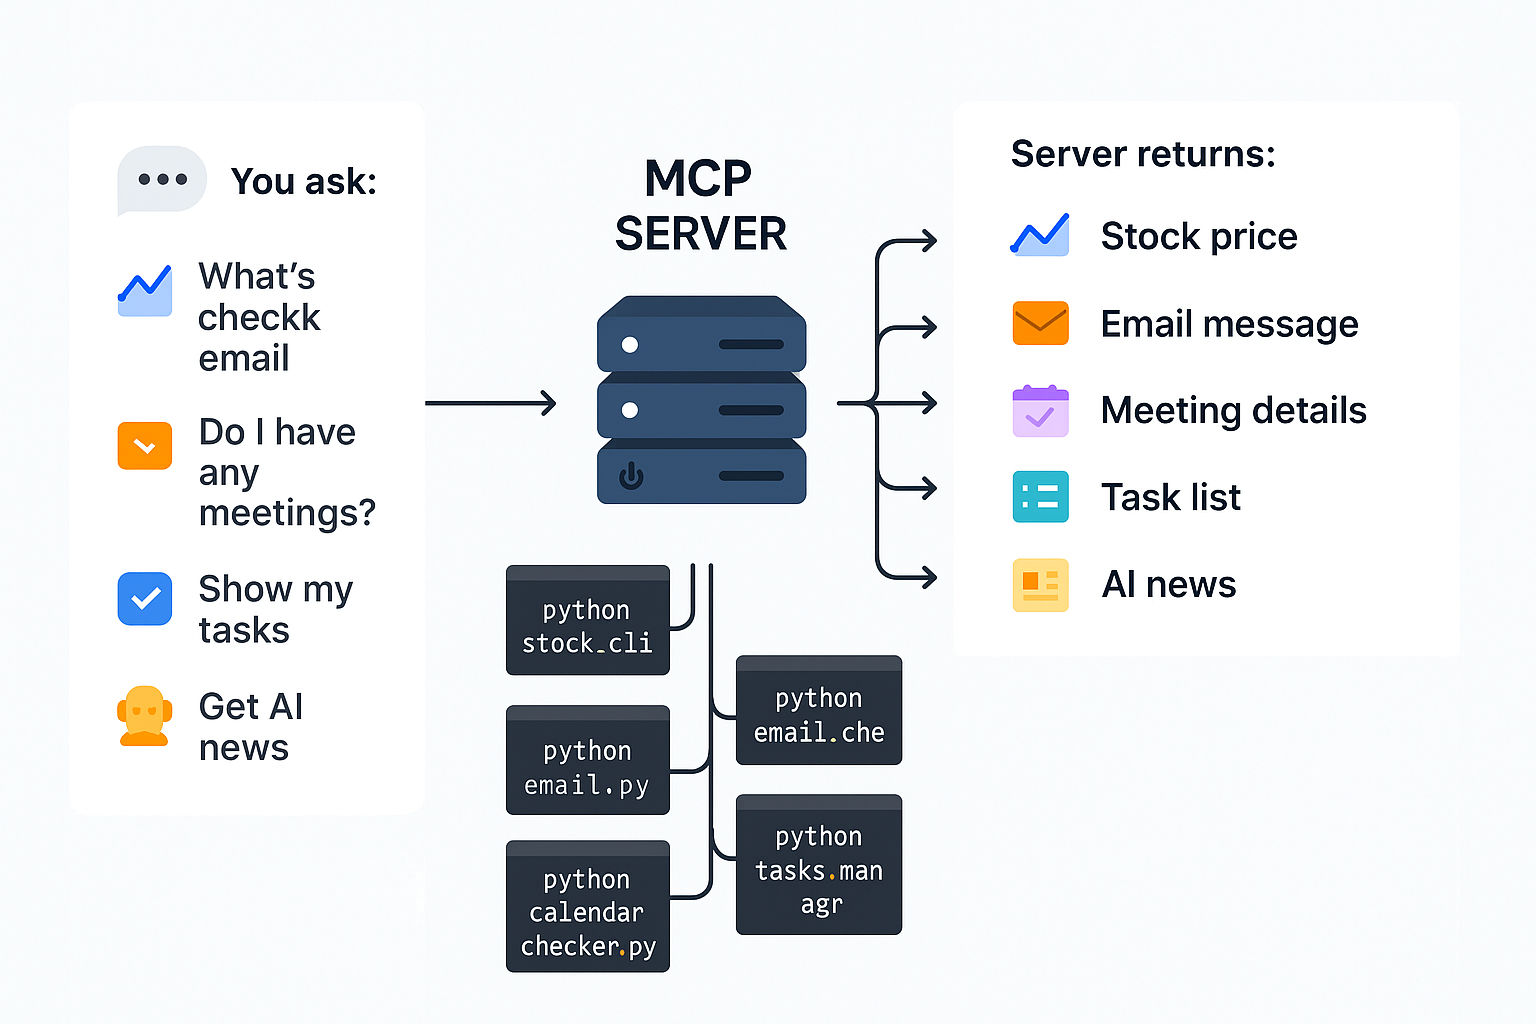 You ask:
What's
checkk
email
Do I have
any
meetings?
Show my
tasks
Get AI
news
MCP
SERVER
python
stock_cli
python
email.py
python
calendar
checker.py
python
email.che
python
tasks.man
agr
Server returns:
Stock price
Email message
Meeting details
Task list
AI news